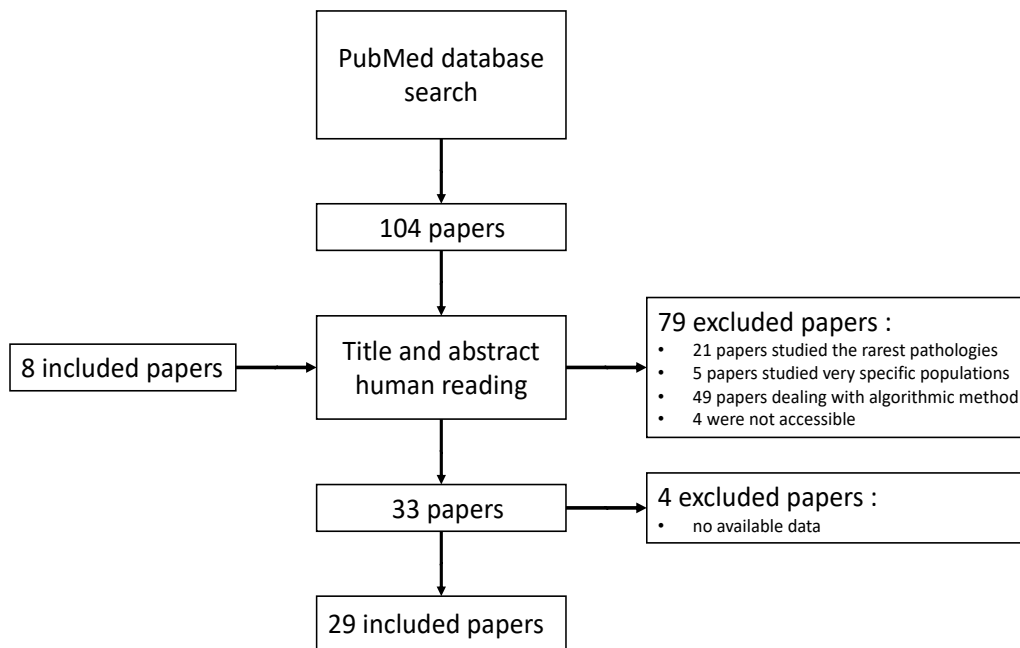 PubMed database
search
104 papers
8 included papers
Title and abstract
human reading
79 excluded papers :
• 21 papers studied the rarest pathologies
• 5 papers studied very specific populations
• 49 papers dealing with algorithmic method
• 4 were not accessible
33 papers
4 excluded papers :
• no available data
29 included papers